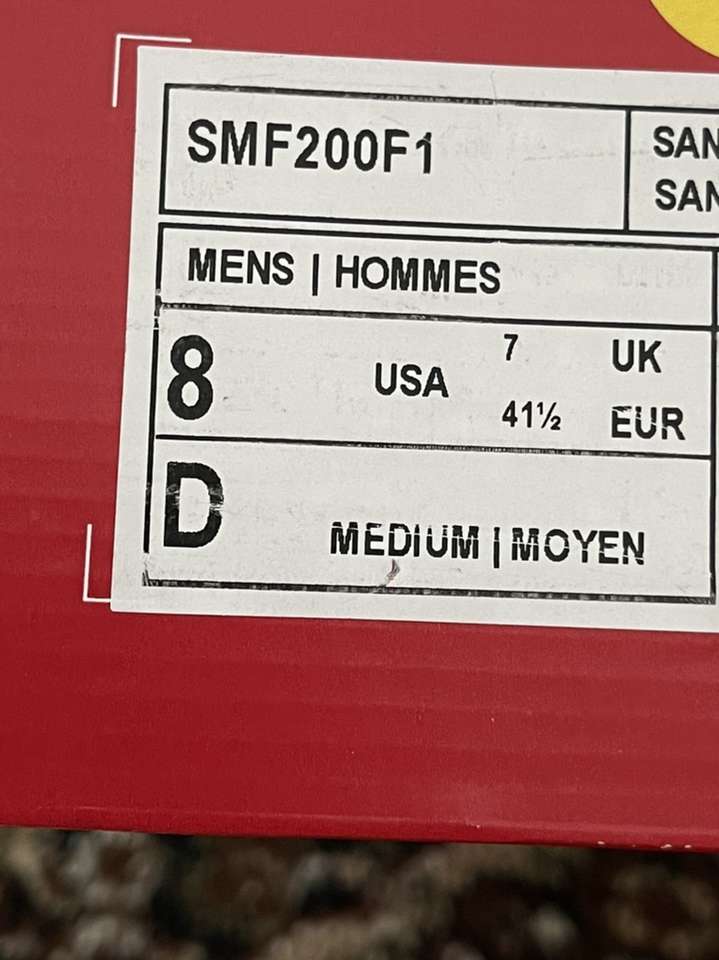 SMF200F1
SAN
SAN
MENS | HOMMES
8 USA 7 UK
41½ EUR
D MEDIUM | MOYEN